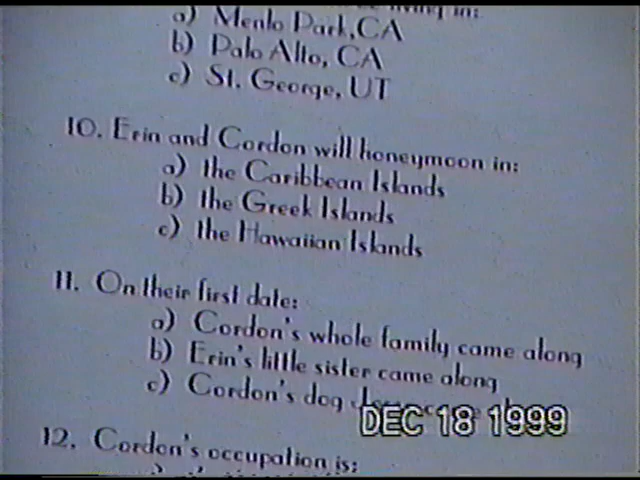 living in:
a) Menlo Park, CA
b) Palo Alto, CA
c) St. George, UT
10. Erin and Cordon will honeymoon in:
a) the Caribbean Islands
b) the Greek Islands
c) the Hawaiian Islands
11. On their first date:
a) Cordon's whole family came along
b) Erin's little sister came along
c) Cordon's dog
DEC 18 1999
12. Cordon's occupation is: